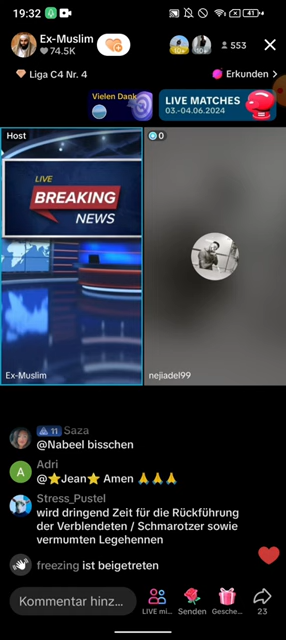 19:32
41
Ex-Muslim
74.5K
10+
10+
553
Liga C4 Nr. 4
Erkunden >
Vielen Dank
LIVE MATCHES
03.-04.06.2024
Host
0
LIVE
BREAKING
NEWS
Ex-Muslim
nejiadel99
11 Saza
@Nabeel bisschen
Adri
A
@⭐Jean⭐ Amen 🙏🙏🙏
Stress_Pustel
wird dringend Zeit für die Rückführung
der Verblendeten / Schmarotzer sowie
vermumten Legehennen
freezing ist beigetreten
Kommentar hinz...
LIVE mi...
Senden
Gesche...
23